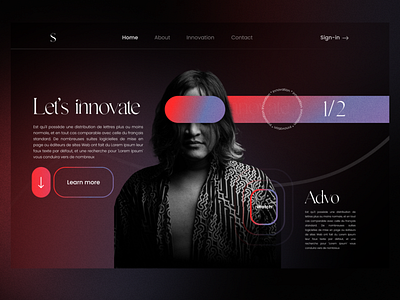 S
Home About Innovation Contact
Sign-in →
Let's innovate
1/2
Est qu'il possède une distribution de lettres plus ou moins
normale, et en tout cas comparable avec celle du français
standard. De nombreuses suites logicielles de mise en
page ou éditeurs de sites Web ont fait du Lorem Ipsum leur
faux texte par défaut, et une recherche pour 'Lorem Ipsum'
vous conduira vers de nombreux
Learn more
Watch
Advo
Est qu'il possède une distribution de
lettres plus ou moins normale, et en tout
cas comparable avec celle du français
standard. De nombreuses suites
logicielles de mise en page ou éditeurs
de sites Web ont fait du Lorem Ipsum
leur faux texte par défaut, et une
recherche pour 'Lorem Ipsum' vous
conduira vers de nombreux